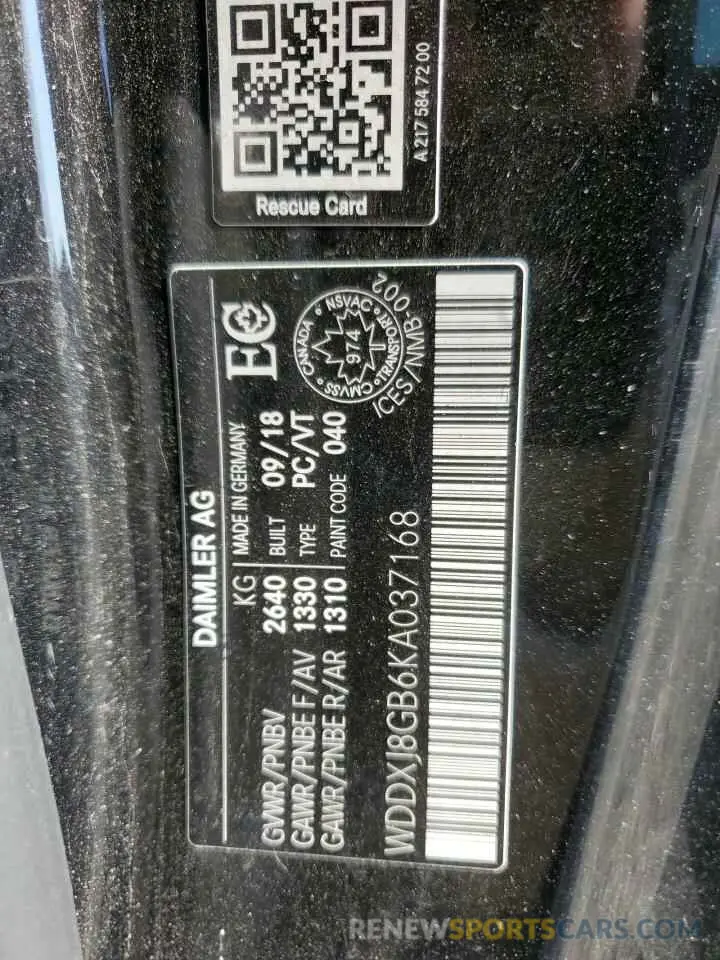 A 217 584 72 00
Rescue Card
DAIMLER AG
KG MADE IN GERMANY
GVWR/PNBV 2640 BUILT 09/18
GAWR/PNBE F/AV 1330 TYPE PC/VT
GAWR/PNBE R/AR 1310 PAINT CODE 040
EC
CANADA NSVAC
974
CMVSS TRANSPORT
ICES/NMB-002
WDDXJ8GB6KA037168
RENEWSPORTSCARS.COM